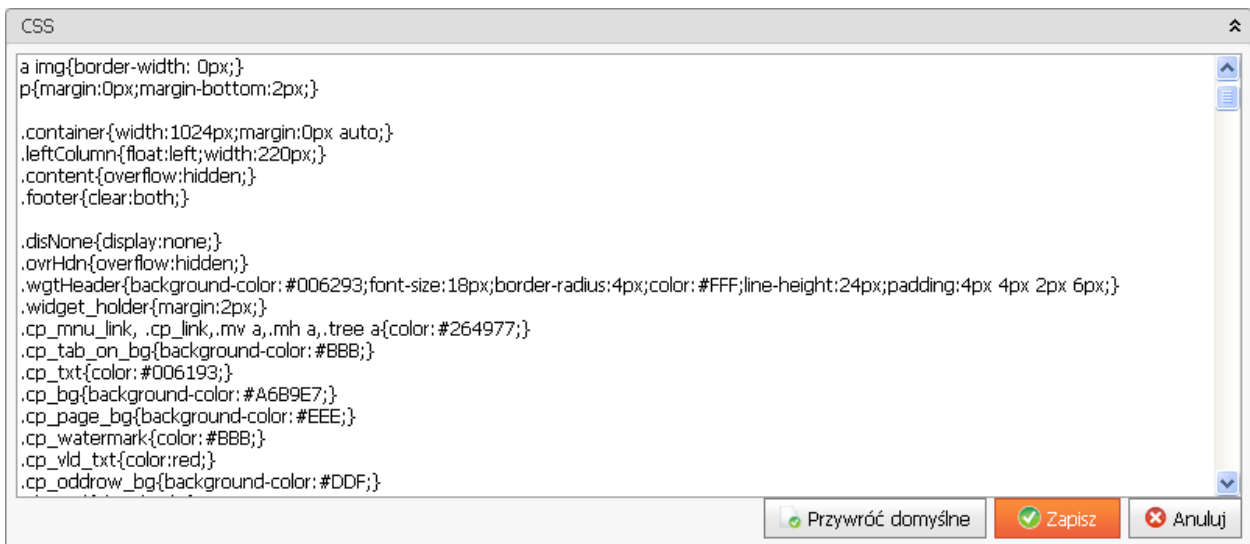 CSS
a img{border-width: 0px;}
p{margin:0px;margin-bottom:2px;}
.container{width:1024px;margin:0px auto;}
.leftColumn{float:left;width:220px;}
.content{overflow:hidden;}
.footer{clear:both;}
.disNone{display:none;}
.ovrHdn{overflow:hidden;}
.wgtHeader{background-color:#006293;font-size:18px;border-radius:4px;color:#FFF;line-height:24px;padding:4px 4px 2px 6px;}
.widget_holder{margin:2px;}
.cp_mnu_link, .cp_link,.mv a,.mh a,.tree a{color:#264977;}
.cp_tab_on_bg{background-color:#BBB;}
.cp_txt{color:#006193;}
.cp_bg{background-color:#A6B9E7;}
.cp_page_bg{background-color:#EEE;}
.cp_watermark{color:#BBB;}
.cp_vld_txt{color:red;}
.cp_oddrow_bg{background-color:#DDF;}
Przywróć domyślne
Zapisz
Anuluj